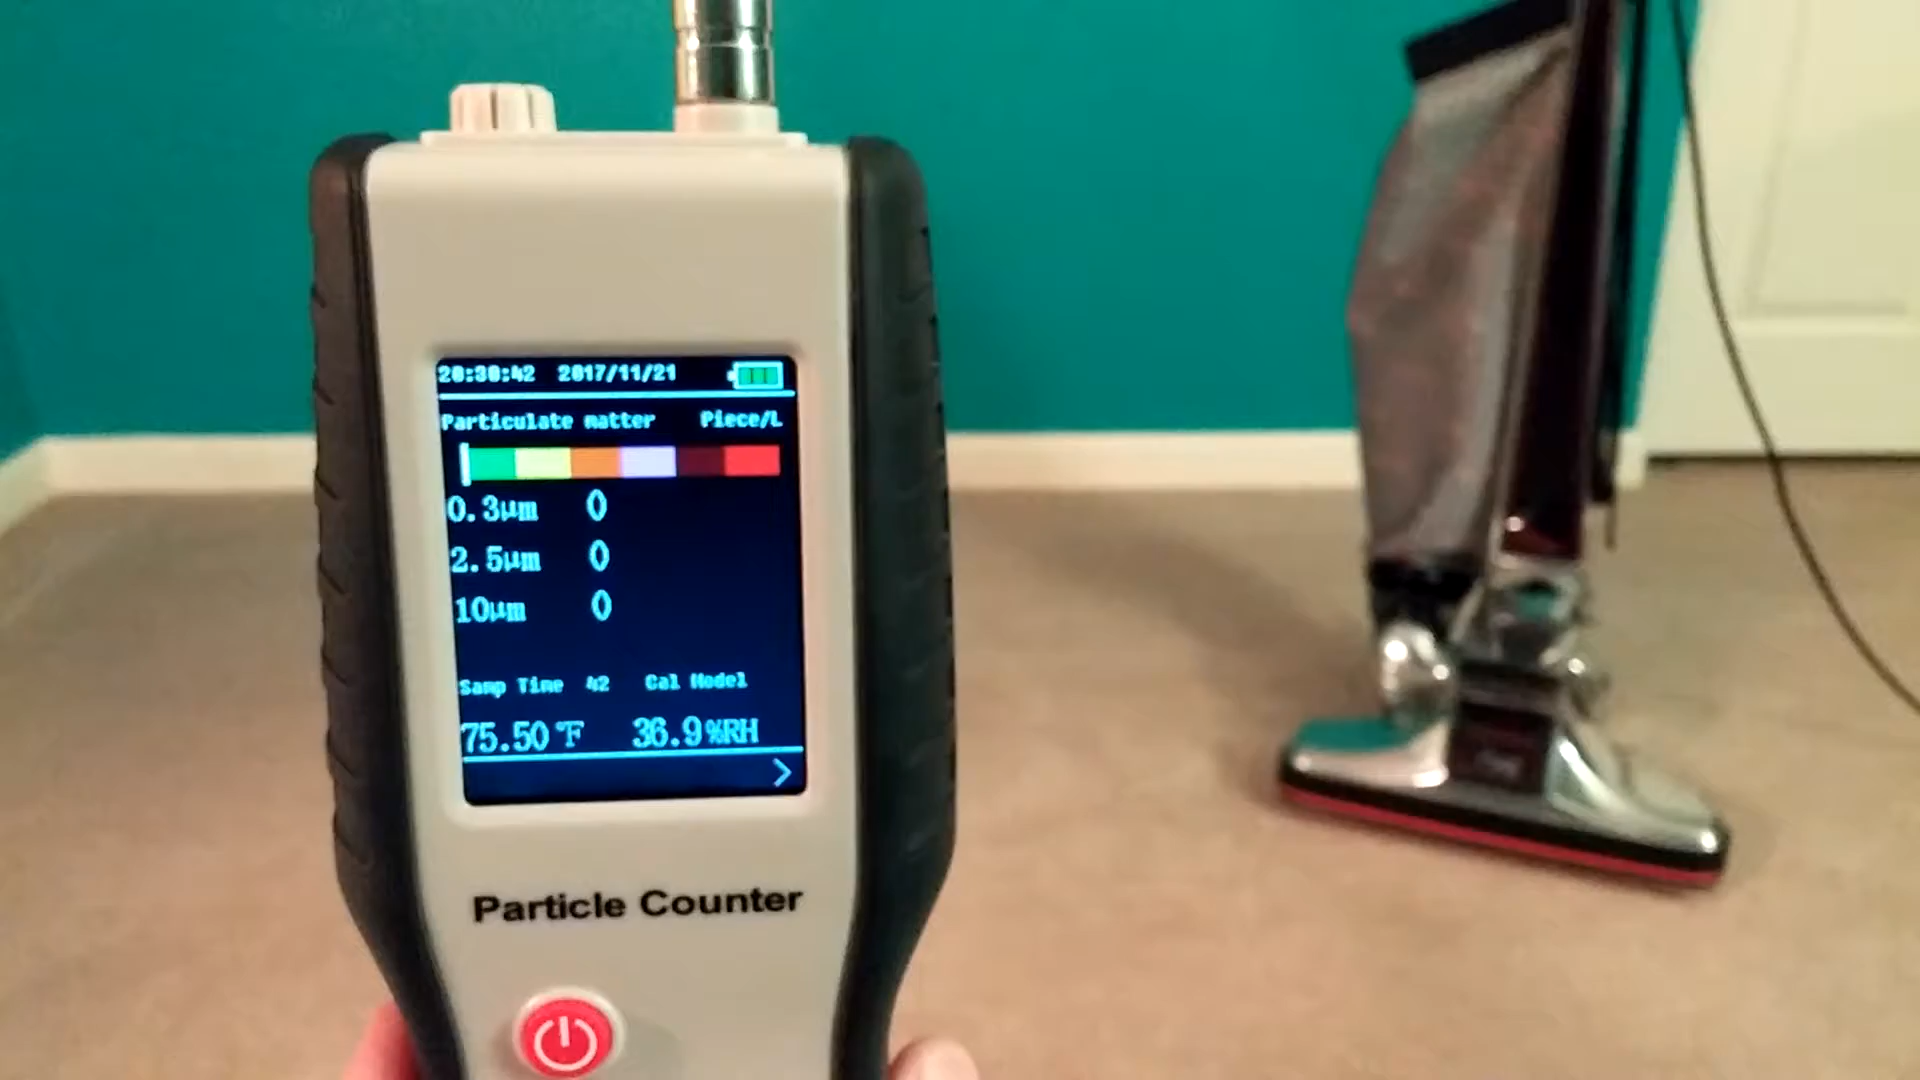 20:30:42 2017/11/21
Particulate matter Piece/L
0.3μm 0
2.5μm 0
10μm 0
Samp Time 42 Cal Model
75.50℉ 36.9%RH
>
Particle Counter